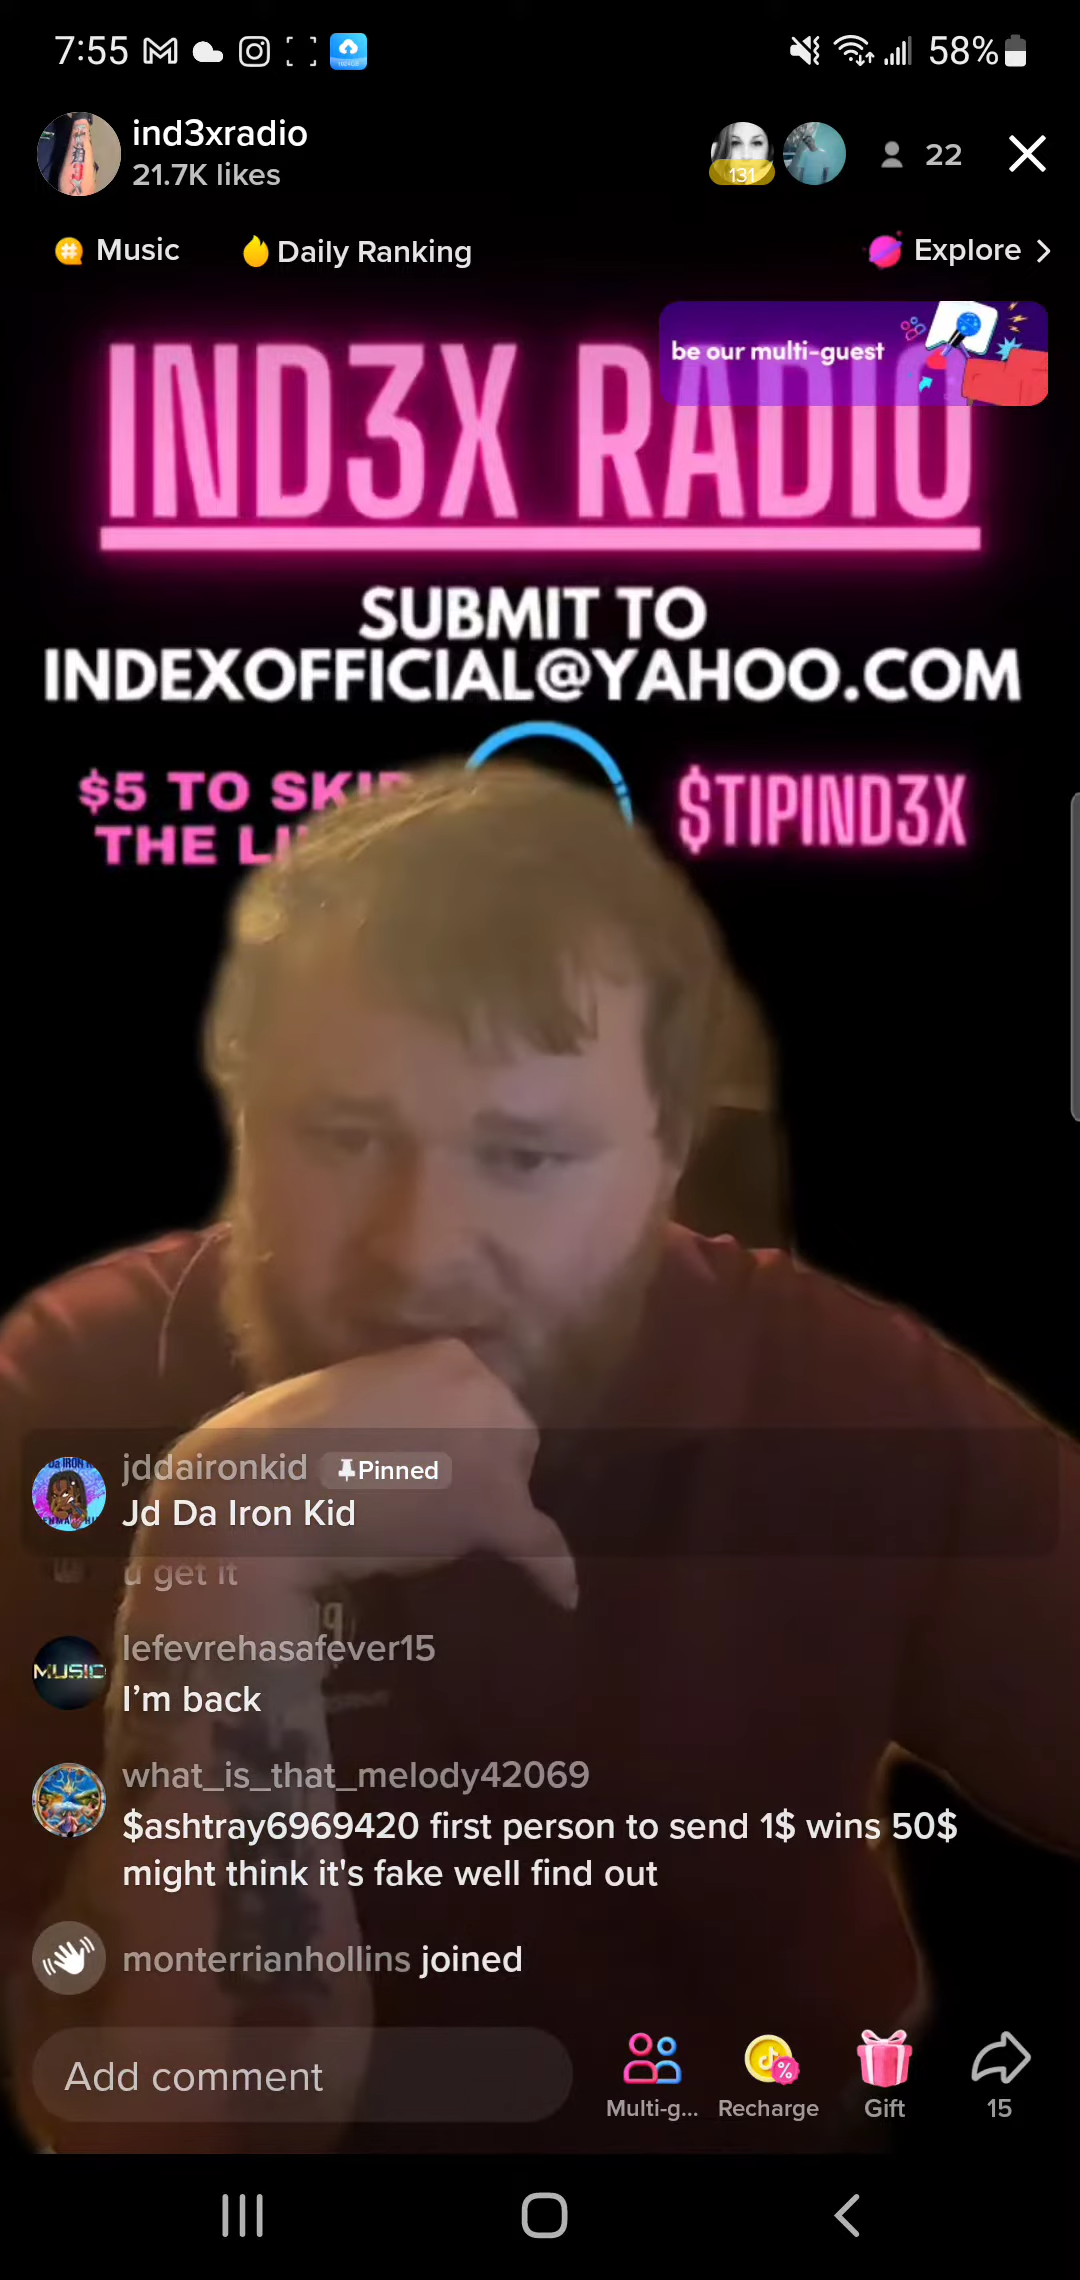 7:55
58%
ind3xradio
21.7K likes
131
22
Music
Daily Ranking
Explore
be our multi-guest
IND3X RADIO
SUBMIT TO
INDEXOFFICIAL@YAHOO.COM
$5 TO SKIP
THE LI
$TIPIND3X
jddaironkid
Pinned
Jd Da Iron Kid
u get it
lefevrehasafever15
MUSIC
I'm back
what_is_that_melody42069
$ashtray6969420 first person to send 1$ wins 50$
might think it's fake well find out
monterrianhollins joined
Add comment
Multi-g...
Recharge
Gift
15